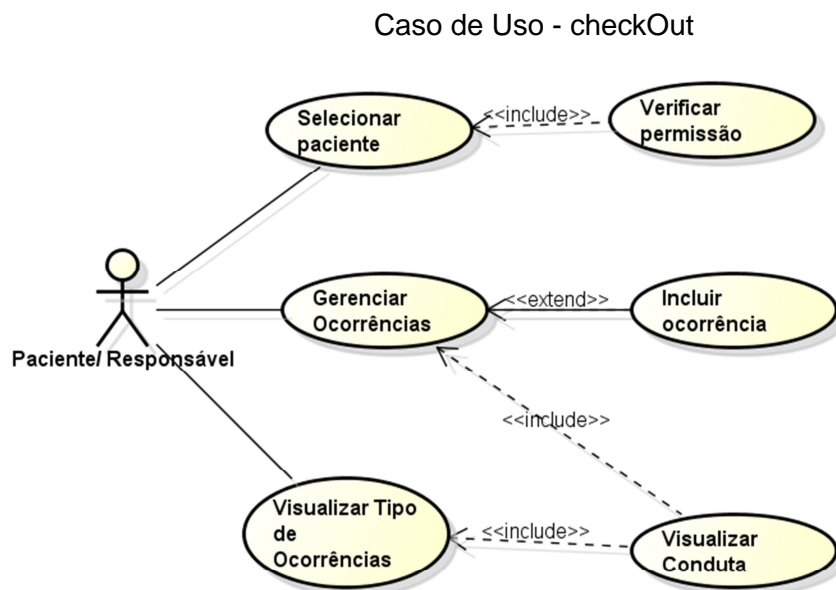 Caso de Uso - checkOut
Selecionar
paciente
<<include>>
Verificar
permissão
Gerenciar
Ocorrências
<<extend>>
Incluir
ocorrência
Paciente/ Responsável
<<include>>
Visualizar Tipo
de
Ocorrências
<<include>>
Visualizar
Conduta